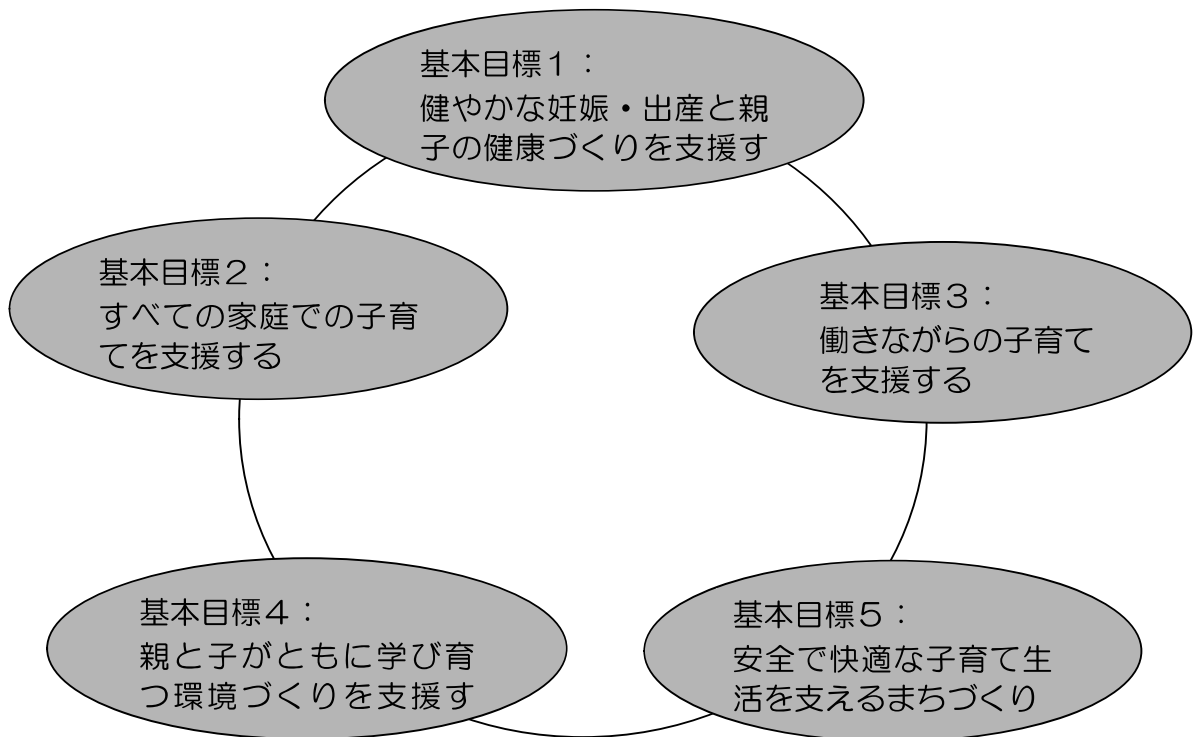 基本目標１：
健やかな妊娠・出産と親
子の健康づくりを支援す
基本目標２：
すべての家庭での子育
てを支援する
基本目標３：
働きながらの子育て
を支援する
基本目標４：
親と子がともに学び育
つ環境づくりを支援す
基本目標５：
安全で快適な子育て生
活を支えるまちづくり